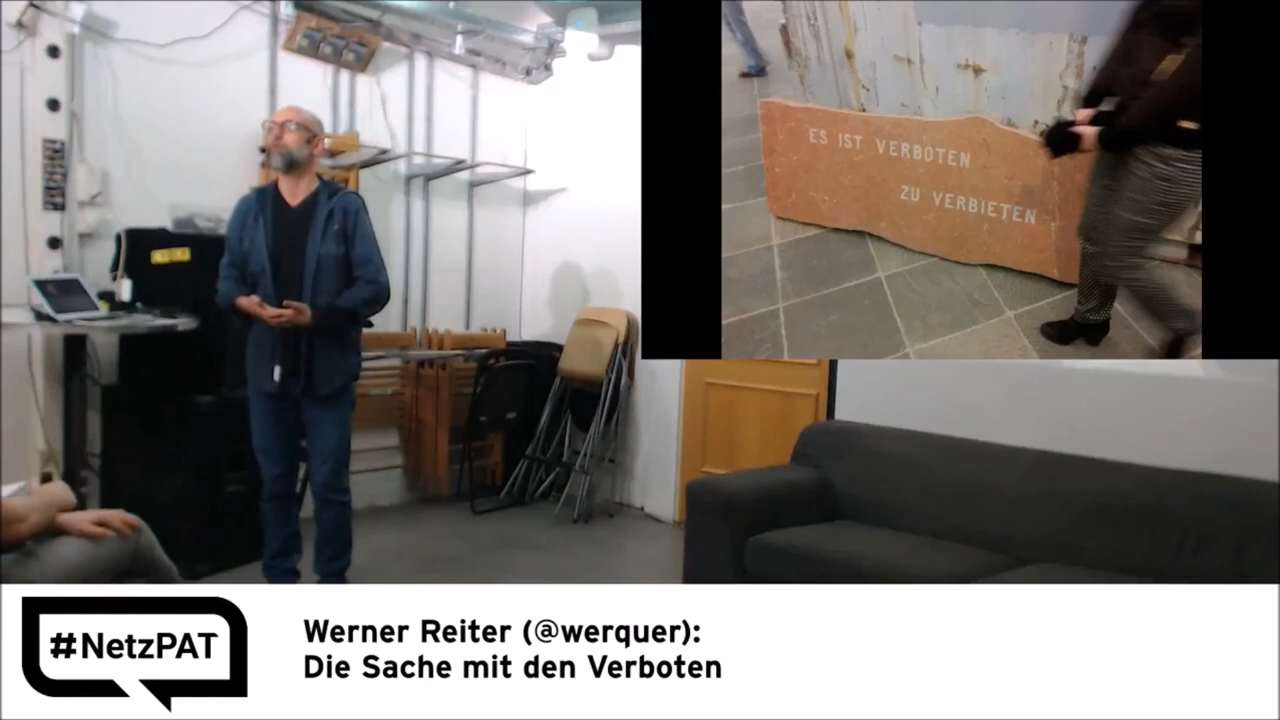 ES IST VERBOTEN
ZU VERBIETEN
#NetzPAT
Werner Reiter (@werquer):
Die Sache mit den Verboten